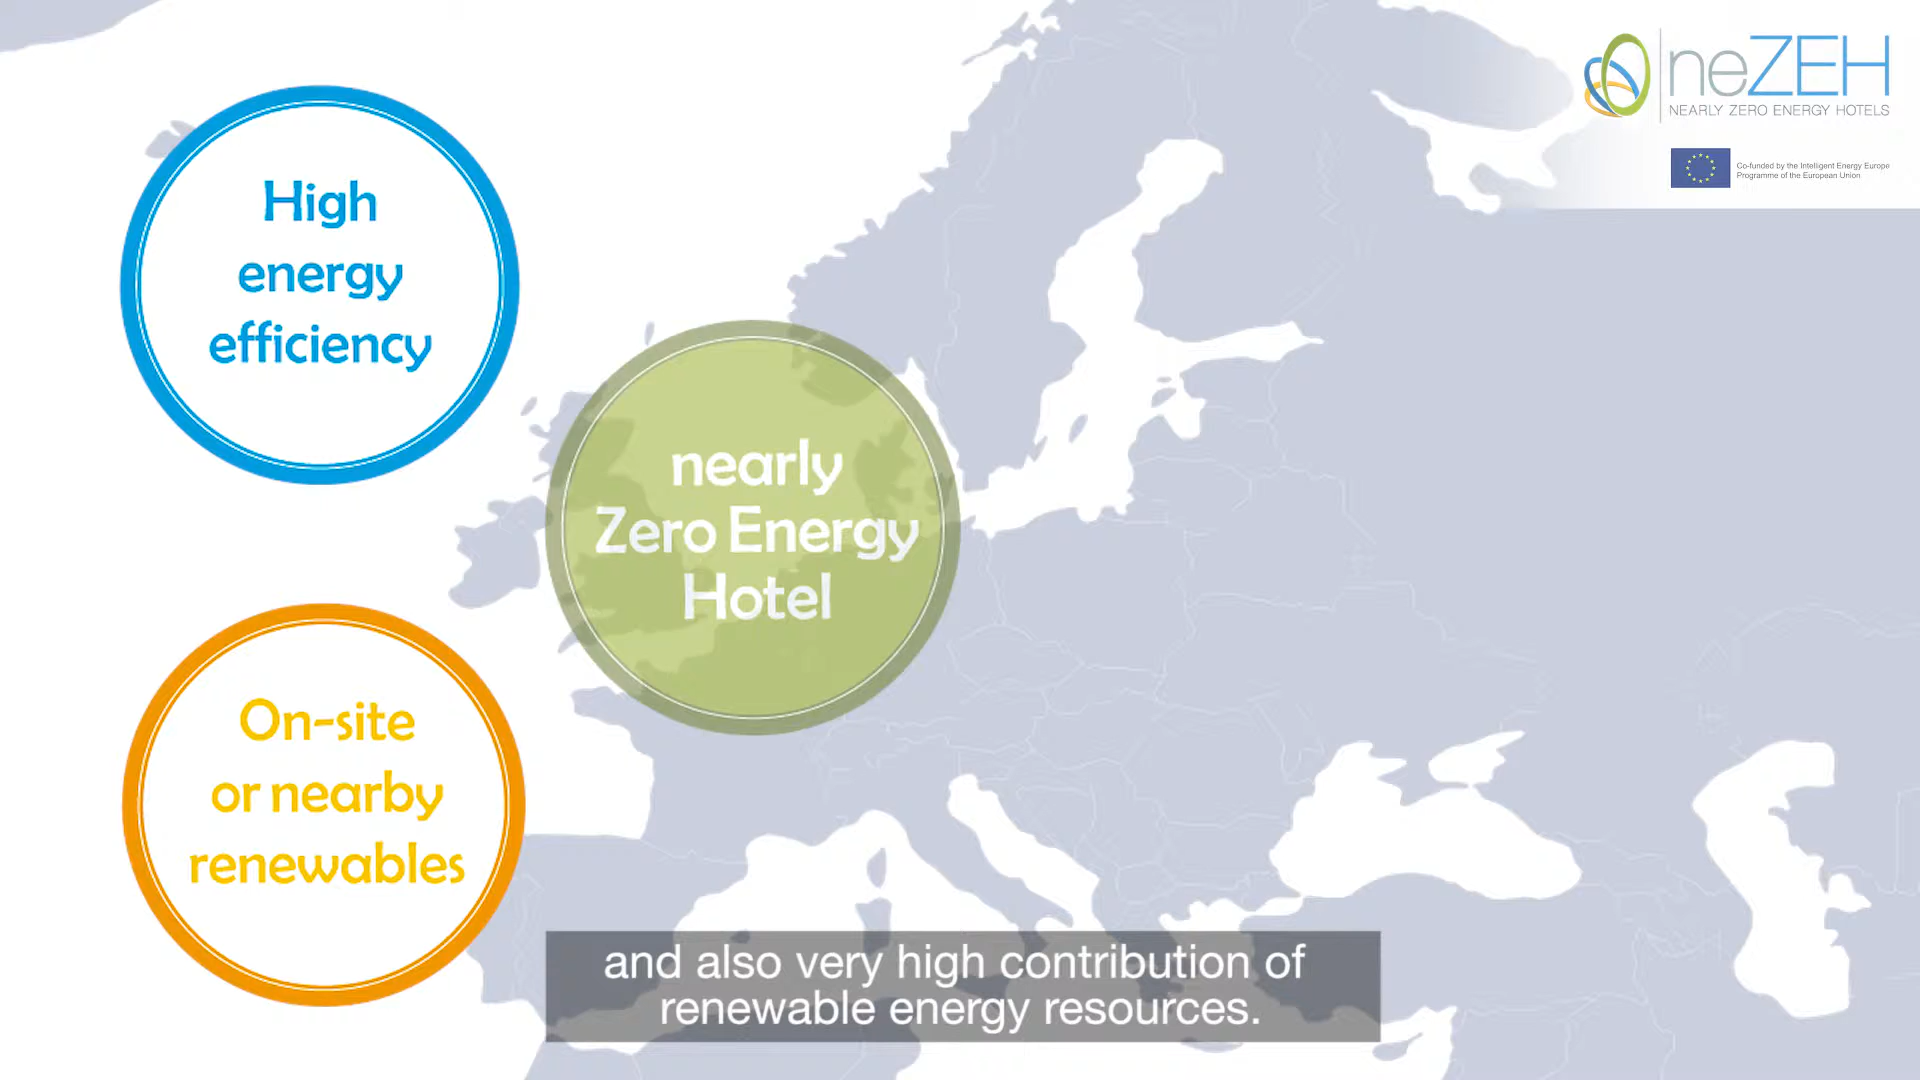 neZEH
NEARLY ZERO ENERGY HOTELS
Co-funded by the Intelligent Energy Europe
Programme of the European Union
High
energy
efficiency
nearly
Zero Energy
Hotel
On-site
or nearby
renewables
and also very high contribution of
renewable energy resources.